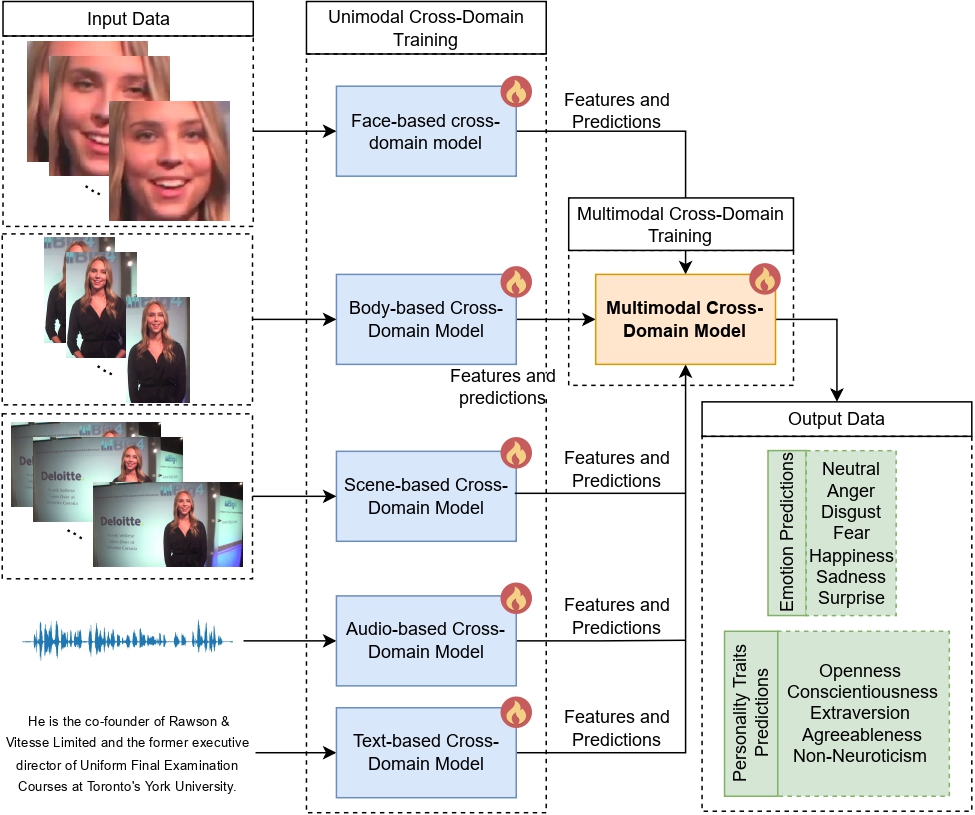 Input Data
Unimodal Cross-Domain
Training
Face-based cross-
domain model
Features and
Predictions
Multimodal Cross-Domain
Training
Body-based Cross-
Domain Model
Multimodal Cross-
Domain Model
Features and
predictions
Deloitte
Deloitte
Deloitte
Scene-based Cross-
Domain Model
Features and
Predictions
Audio-based Cross-
Domain Model
Features and
Predictions
He is the co-founder of Rawson &
Vitesse Limited and the former executive
director of Uniform Final Examination
Courses at Toronto's York University.
Text-based Cross-
Domain Model
Features and
Predictions
Output Data
Emotion Predictions
Neutral
Anger
Disgust
Fear
Happiness
Sadness
Surprise
Personality Traits
Predictions
Openness
Conscientiousness
Extraversion
Agreeableness
Non-Neuroticism